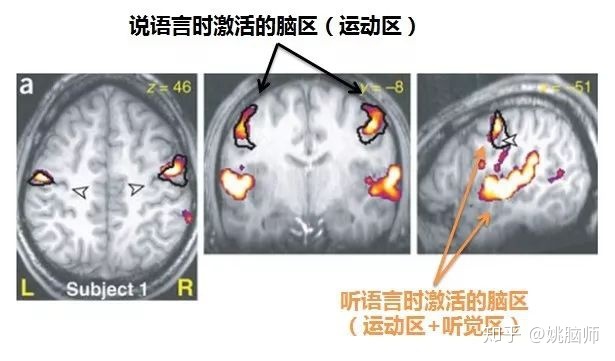 说语言时激活的脑区（运动区）
a
z = 46
y = −8
−51
L
Subject 1
R
听语言时激活的脑区
（运动区+听觉区）
知乎 @姚脑师